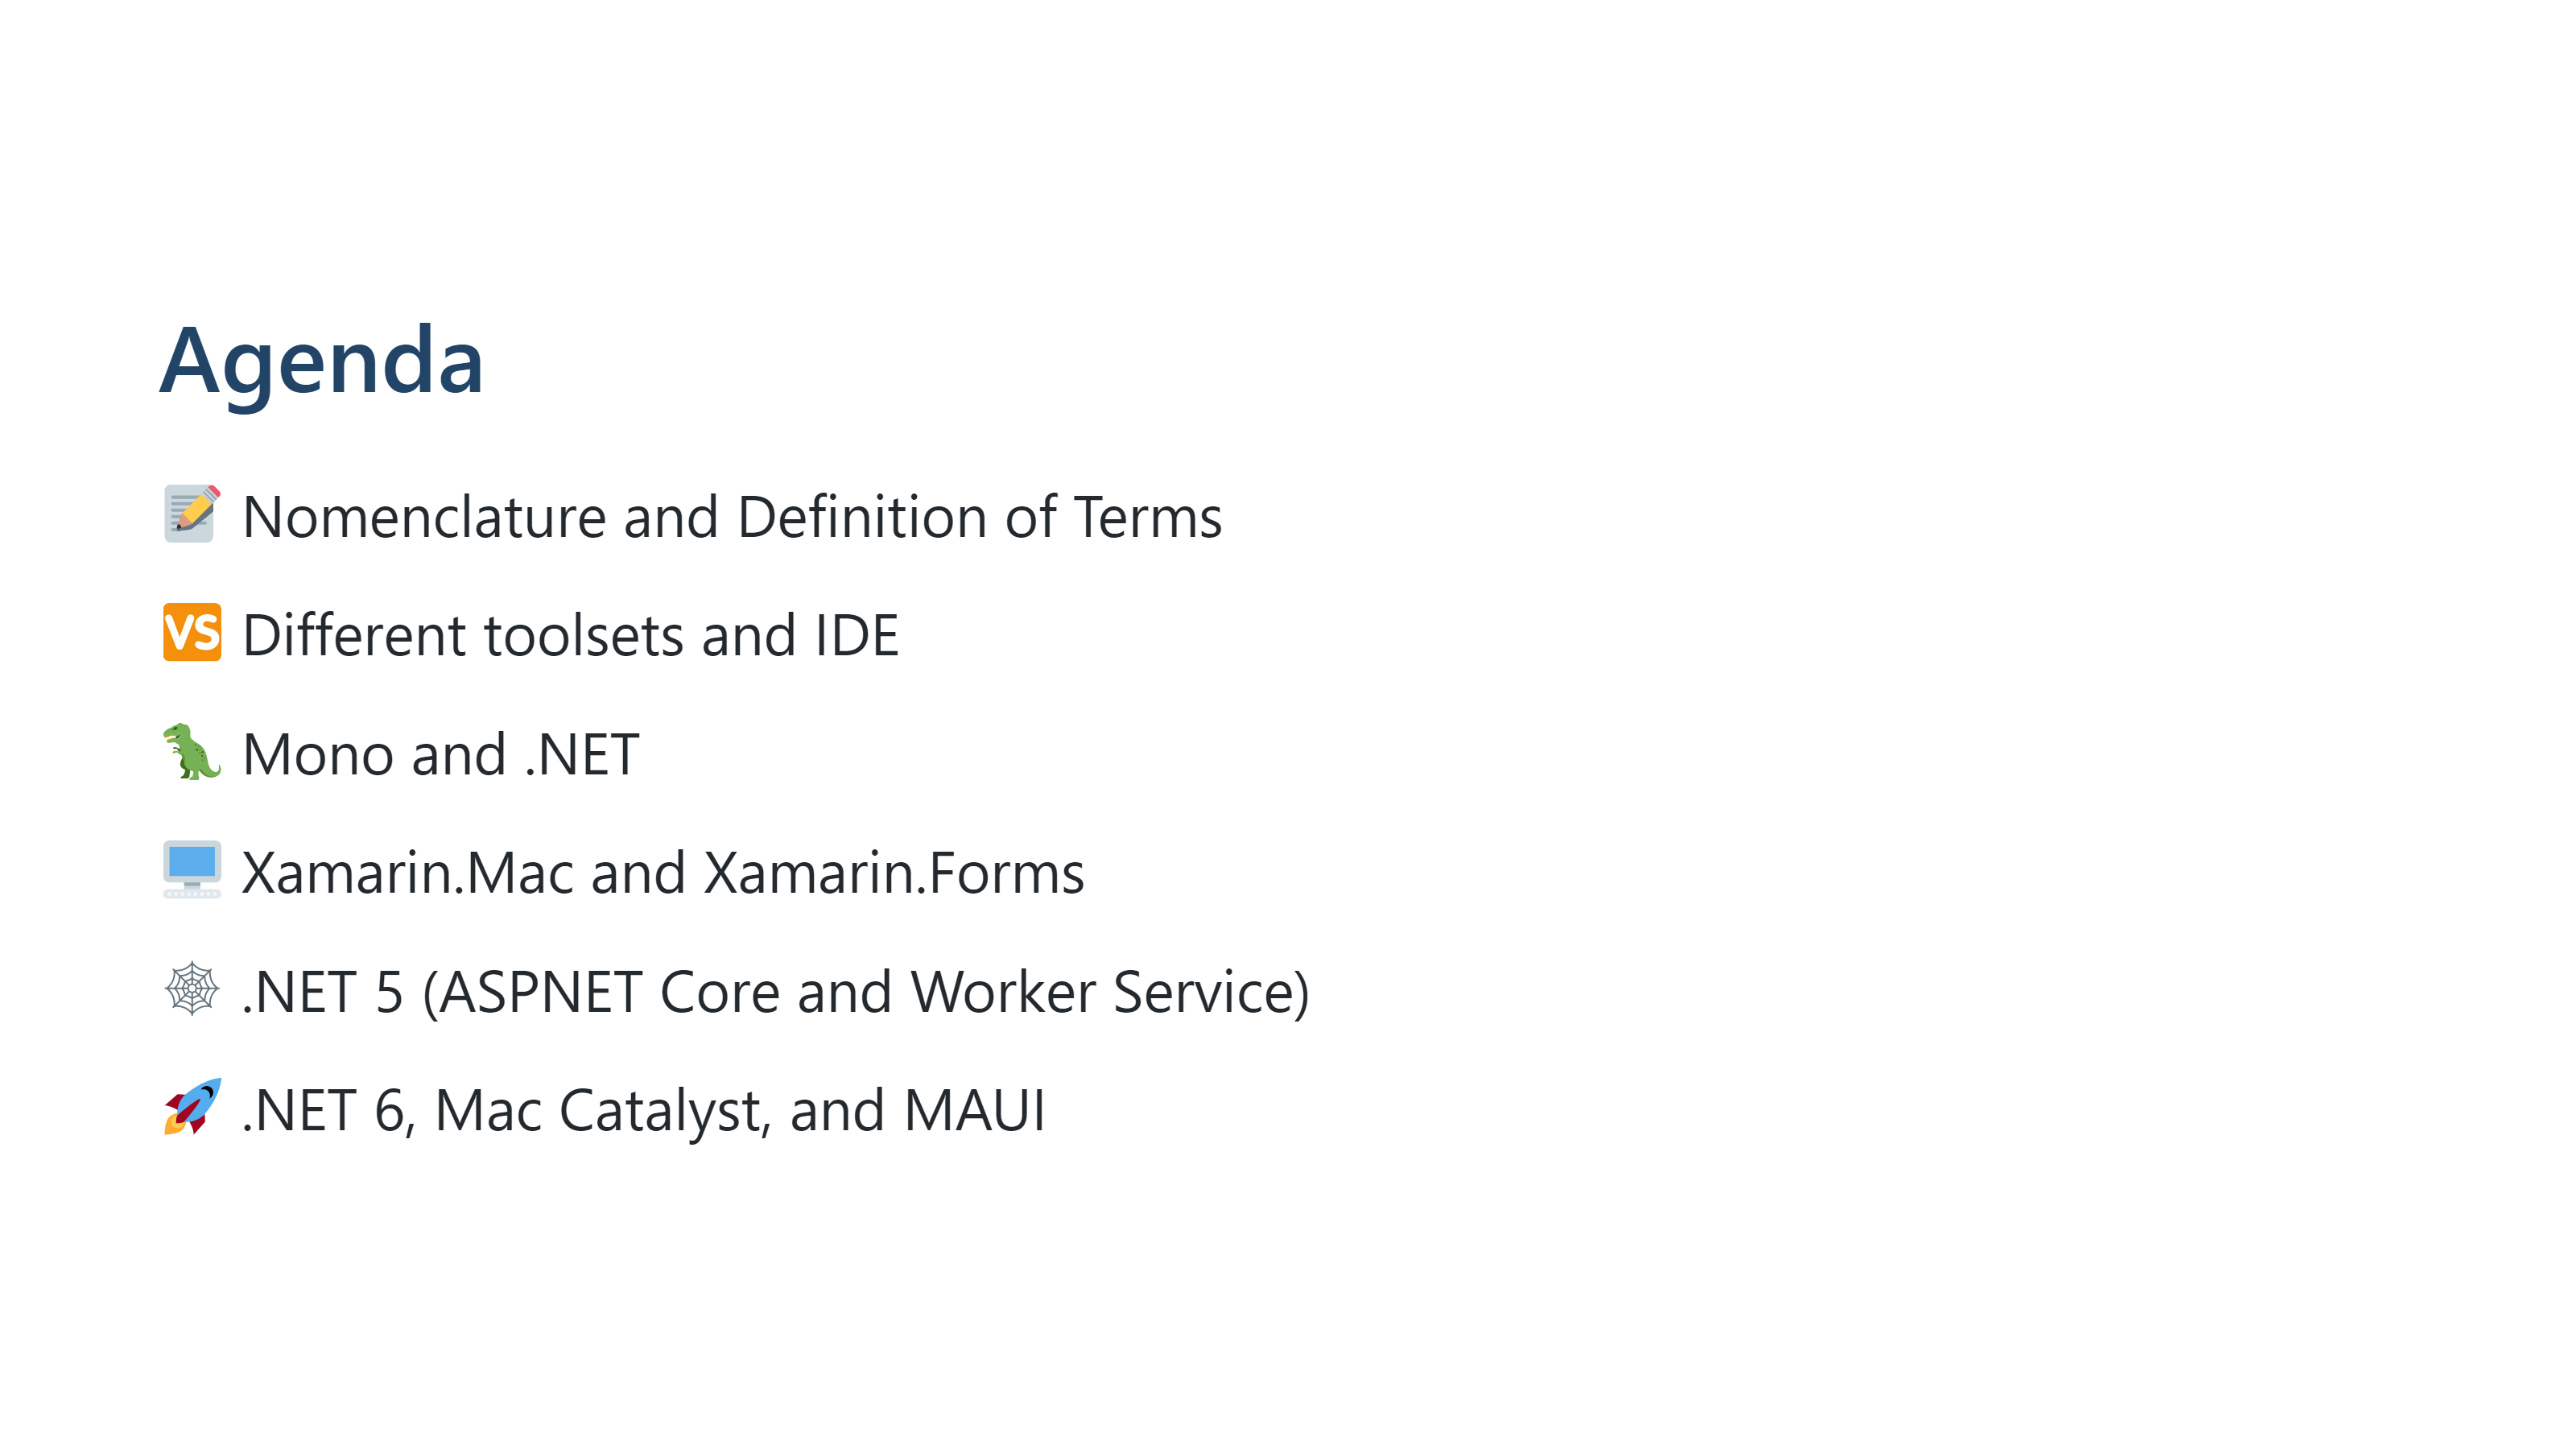 Agenda
📝 Nomenclature and Definition of Terms
🆚 Different toolsets and IDE
🦖 Mono and .NET
🖥️ Xamarin.Mac and Xamarin.Forms
🕸️ .NET 5 (ASPNET Core and Worker Service)
🚀 .NET 6, Mac Catalyst, and MAUI